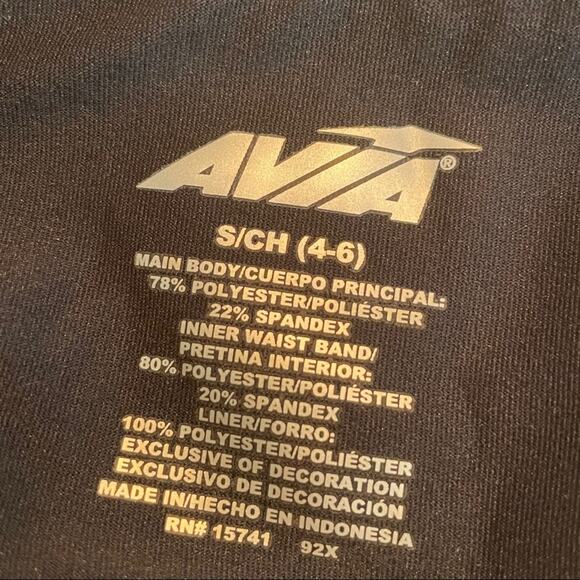 AVIA®
S/CH (4-6)
MAIN BODY/CUERPO PRINCIPAL:
78% POLYESTER/POLIÉSTER
22% SPANDEX
INNER WAIST BAND/
PRETINA INTERIOR:
80% POLYESTER/POLIÉSTER
20% SPANDEX
LINER/FORRO:
100% POLYESTER/POLIÉSTER
EXCLUSIVE OF DECORATION
EXCLUSIVO DE DECORACIÓN
MADE IN/HECHO EN INDONESIA
RN# 15741 92X